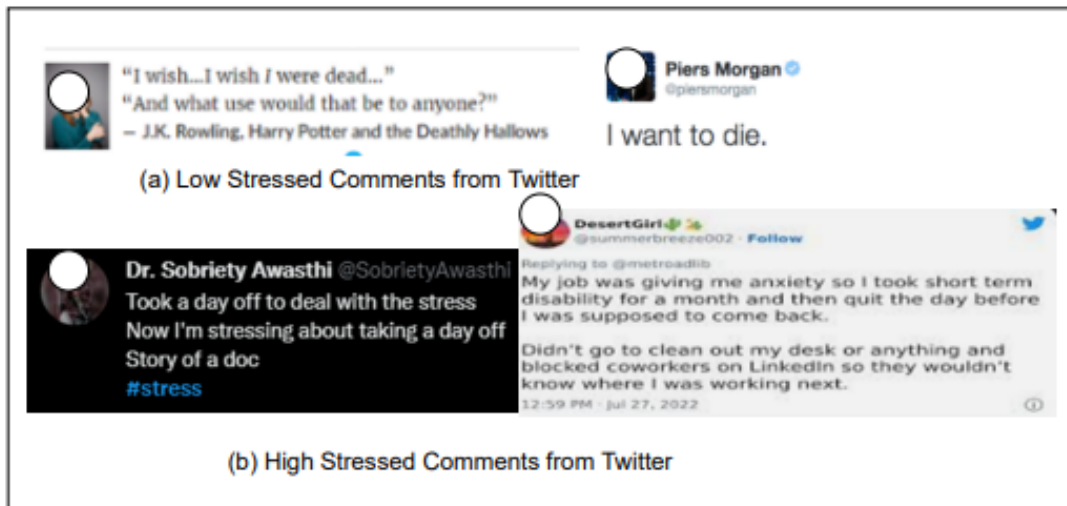 “I wish...I wish I were dead...”
“And what use would that be to anyone?”
― J.K. Rowling, Harry Potter and the Deathly Hallows
Piers Morgan
@piersmorgan
I want to die.
(a) Low Stressed Comments from Twitter
Dr. Sobriety Awasthi @SobrietyAwasthi
Took a day off to deal with the stress
Now I'm stressing about taking a day off
Story of a doc
#stress
DesertGirl🌵🏜
@summerbreeze002 · Follow
Replying to @metroadlib
My job was giving me anxiety so I took short term
disability for a month and then quit the day before
I was supposed to come back.
Didn't go to clean out my desk or anything and
blocked coworkers on LinkedIn so they wouldn't
know where I was working next.
12:59 PM · Jul 27, 2022
(b) High Stressed Comments from Twitter